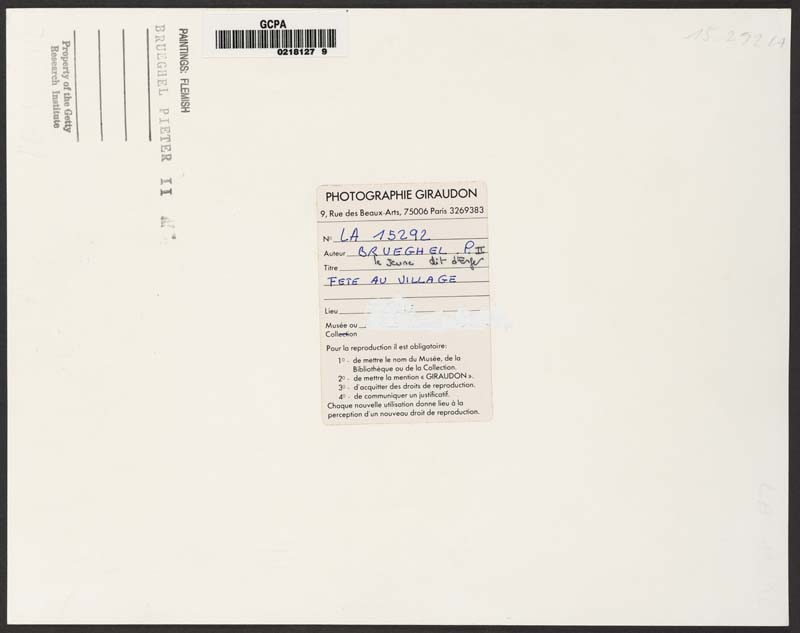 GCPA
0218127 9
15292 LA
PAINTINGS: FLEMISH
BRUEGHEL PIETER II
Property of the Getty
Research Institute
PHOTOGRAPHIE GIRAUDON
9, Rue des Beaux-Arts, 75006 Paris 3269383
N° LA 15292
Auteur BRUEGHEL P. II
le Jeune dit d'Enfer
Titre
FETE AU VILLAGE
Lieu
Musée ou
Collection
Pour la reproduction il est obligatoire:
1° - de mettre le nom du Musée, de la
Bibliothèque ou de la Collection.
2° - de mettre la mention « GIRAUDON ».
3° - d'acquitter des droits de reproduction.
4° - de communiquer un justificatif.
Chaque nouvelle utilisation donne lieu à la
perception d'un nouveau droit de reproduction.